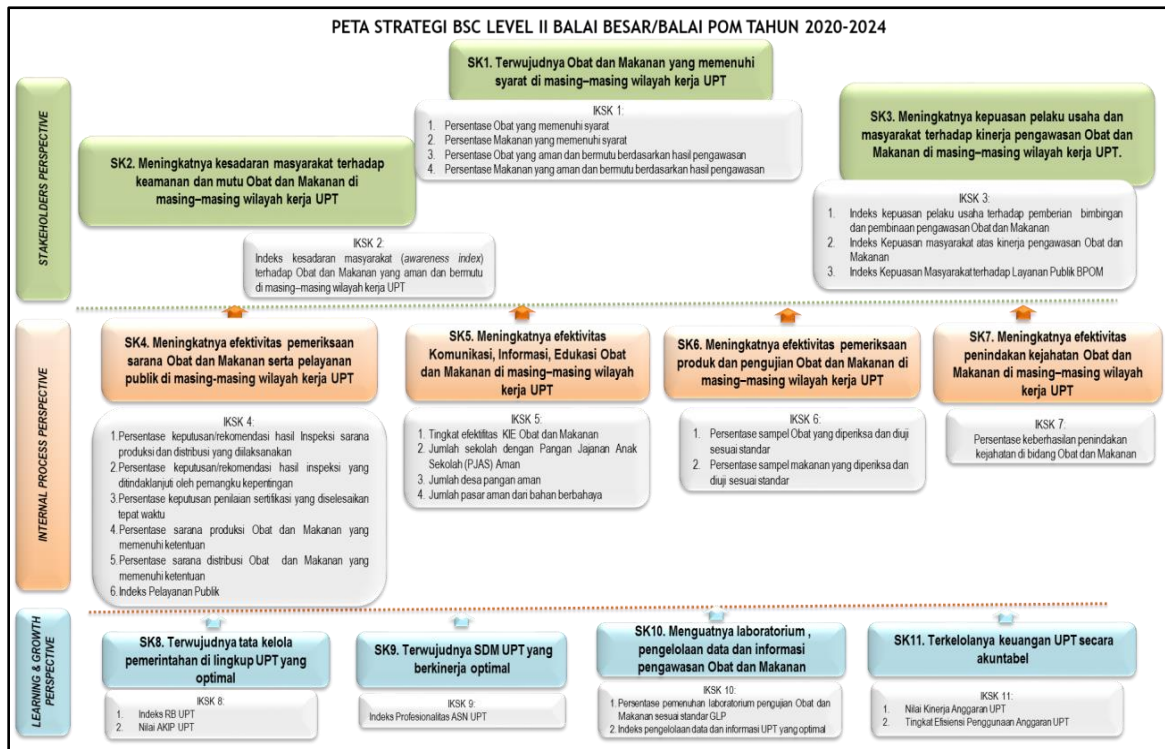 PETA STRATEGI BSC LEVEL II BALAI BESAR/BALAI POM TAHUN 2020-2024
STAKEHOLDERS PERSPECTIVE
SK1. Terwujudnya Obat dan Makanan yang memenuhi
syarat di masing–masing wilayah kerja UPT
IKSK 1:
1. Persentase Obat yang memenuhi syarat
2. Persentase Makanan yang memenuhi syarat
3. Persentase Obat yang aman dan bermutu berdasarkan hasil pengawasan
4. Persentase Makanan yang aman dan bermutu berdasarkan hasil pengawasan
SK2. Meningkatnya kesadaran masyarakat terhadap
keamanan dan mutu Obat dan Makanan di
masing–masing wilayah kerja UPT
IKSK 2:
Indeks kesadaran masyarakat (awareness index)
terhadap Obat dan Makanan yang aman dan bermutu
di masing–masing wilayah kerja UPT
SK3. Meningkatnya kepuasan pelaku usaha dan
masyarakat terhadap kinerja pengawasan Obat dan
Makanan di masing–masing wilayah kerja UPT.
IKSK 3:
1. Indeks kepuasan pelaku usaha terhadap pemberian bimbingan
dan pembinaan pengawasan Obat dan Makanan
2. Indeks Kepuasan masyarakat atas kinerja pengawasan Obat dan
Makanan
3. Indeks Kepuasan Masyarakat terhadap Layanan Publik BPOM
INTERNAL PROCESS PERSPECTIVE
SK4. Meningkatnya efektivitas pemeriksaan
sarana Obat dan Makanan serta pelayanan
publik di masing-masing wilayah kerja UPT
IKSK 4:
1.Persentase keputusan/rekomendasi hasil Inspeksi sarana
produksi dan distribusi yang dilaksanakan
2.Persentase keputusan/rekomendasi hasil inspeksi yang
ditindaklanjuti oleh pemangku kepentingan
3.Persentase keputusan penilaian sertifikasi yang diselesaikan
tepat waktu
4.Persentase sarana produksi Obat dan Makanan yang
memenuhi ketentuan
5.Persentase sarana distribusi Obat dan Makanan yang
memenuhi ketentuan
6.Indeks Pelayanan Publik
SK5. Meningkatnya efektivitas
Komunikasi, Informasi, Edukasi Obat
dan Makanan di masing–masing wilayah
kerja UPT
IKSK 5:
1. Tingkat efektifitas KIE Obat dan Makanan
2. Jumlah sekolah dengan Pangan Jajanan Anak
Sekolah (PJAS) Aman
3. Jumlah desa pangan aman
4. Jumlah pasar aman dan bahan berbahaya
SK6. Meningkatnya efektivitas pemeriksaan
produk dan pengujian Obat dan Makanan di
masing–masing wilayah kerja UPT
IKSK 6:
1. Persentase sampel Obat yang diperiksa dan diuji
sesuai standar
2. Persentase sampel makanan yang diperiksa dan
diuji sesuai standar
SK7. Meningkatnya efektivitas
penindakan kejahatan Obat dan
Makanan di masing–masing wilayah
kerja UPT
IKSK 7:
Persentase keberhasilan penindakan
kejahatan di bidang Obat dan Makanan
LEARNING & GROWTH
PERSPECTIVE
SK8. Terwujudnya tata kelola
pemerintahan di lingkup UPT yang
optimal
IKSK 8:
1. Indeks RB UPT
2. Nilai AKIP UPT
SK9. Terwujudnya SDM UPT yang
berkinerja optimal
IKSK 9:
Indeks Profesionalitas ASN UPT
SK10. Menguatnya laboratorium ,
pengelolaan data dan informasi
pengawasan Obat dan Makanan
IKSK 10:
1.Persentase pemenuhan laboratorium pengujian Obat dan
Makanan sesuai standar GLP
2. Indeks pengelolaan data dan informasi UPT yang optimal
SK11. Terkelolanya keuangan UPT secara
akuntabel
IKSK 11:
1. Nilai Kinerja Anggaran UPT
2. Tingkat Efisiensi Penggunaan Anggaran UPT